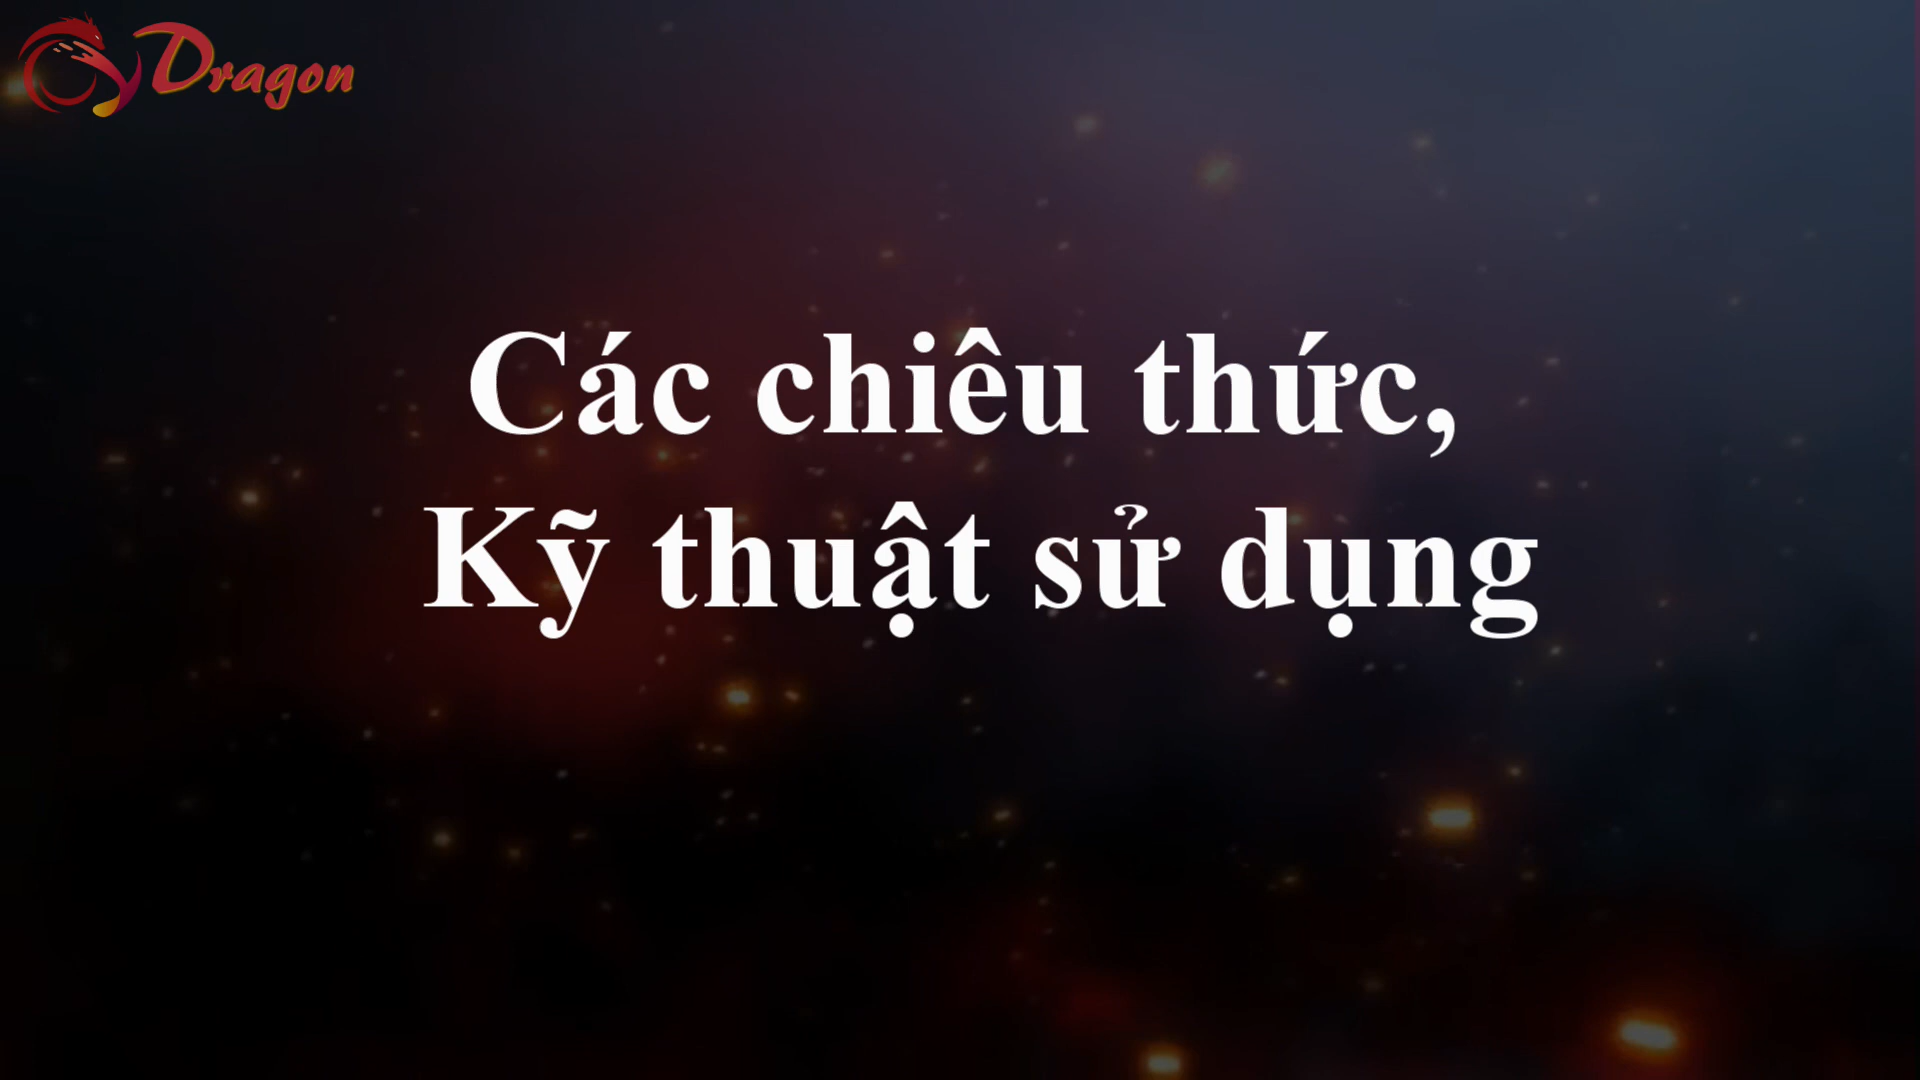 Dragon
Các chiêu thức,
Kỹ thuật sử dụng